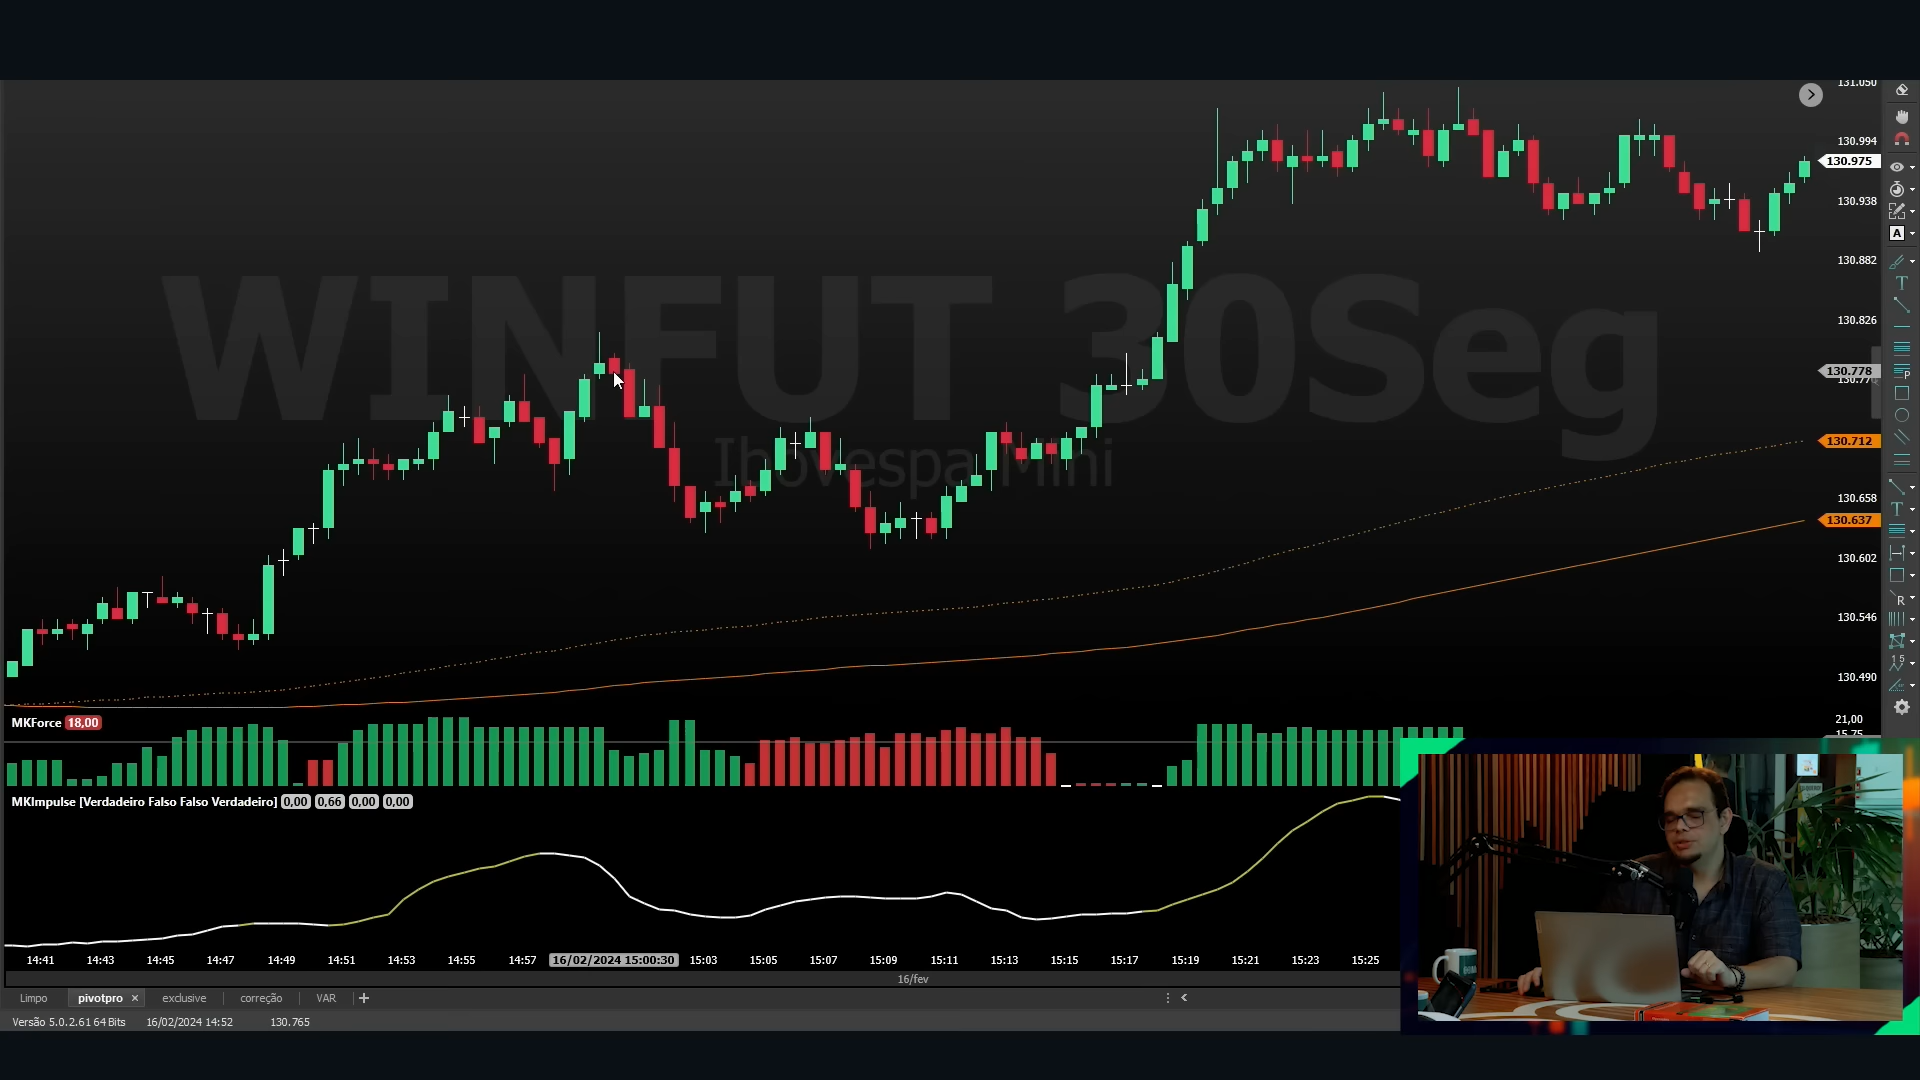 131.050
130.994
130.975
130.938
130.882
WINFUT 30Seg
Ibovespa Mini
130.826
130.778
130.712
130.658
130.637
130.602
130.546
130.490
MKForce 18,00
21,00
15,75
MKImpulse [Verdadeiro Falso Falso Verdadeiro] 0,00 0,66 0,00 0,00
14:41 14:43 14:45 14:47 14:49 14:51 14:53 14:55 14:57 16/02/2024 15:00:30 15:03 15:05 15:07 15:09 15:11 15:13 15:15 15:17 15:19 15:21 15:23 15:25
16/fev
Limpo pivotpro exclusive correção VAR
Versão 5.0.2.61 64 Bits 16/02/2024 14:52 130.765